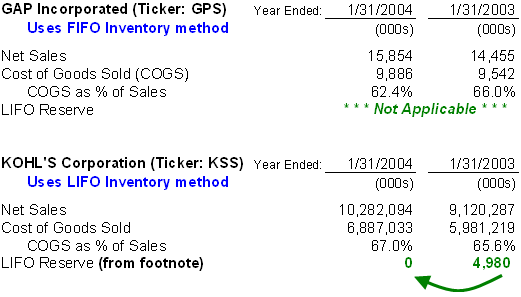 GAP Incorporated (Ticker: GPS) Year Ended: 1/31/2004 1/31/2003
Uses FIFO Inventory method (000s) (000s)
Net Sales 15,854 14,455
Cost of Goods Sold (COGS) 9,886 9,542
COGS as % of Sales 62.4% 66.0%
LIFO Reserve * * * Not Applicable * * *
KOHL'S Corporation (Ticker: KSS) Year Ended: 1/31/2004 1/31/2003
Uses LIFO Inventory method (000s) (000s)
Net Sales 10,282,094 9,120,287
Cost of Goods Sold 6,887,033 5,981,219
COGS as % of Sales 67.0% 65.6%
LIFO Reserve (from footnote) 0 4,980